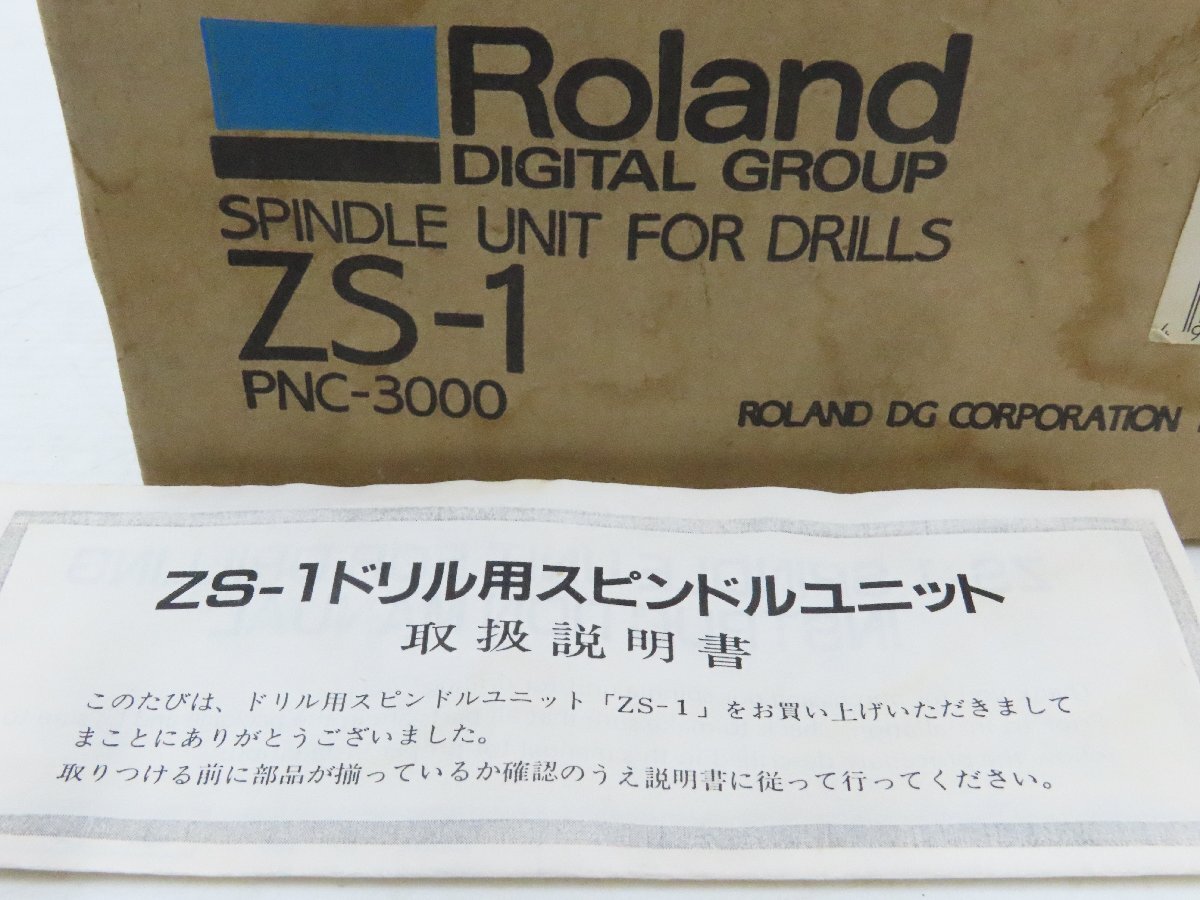 Roland
DIGITAL GROUP
SPINDLE UNIT FOR DRILLS
ZS-1
PNC-3000
ROLAND DG CORPORATION
ZS-1ドリル用スピンドルユニット
取扱説明書
このたびは、ドリル用スピンドルユニット「ZS-1」をお買い上げいただきまして
まことにありがとうございました。
取りつける前に部品が揃っているか確認のうえ説明書に従って行ってください。